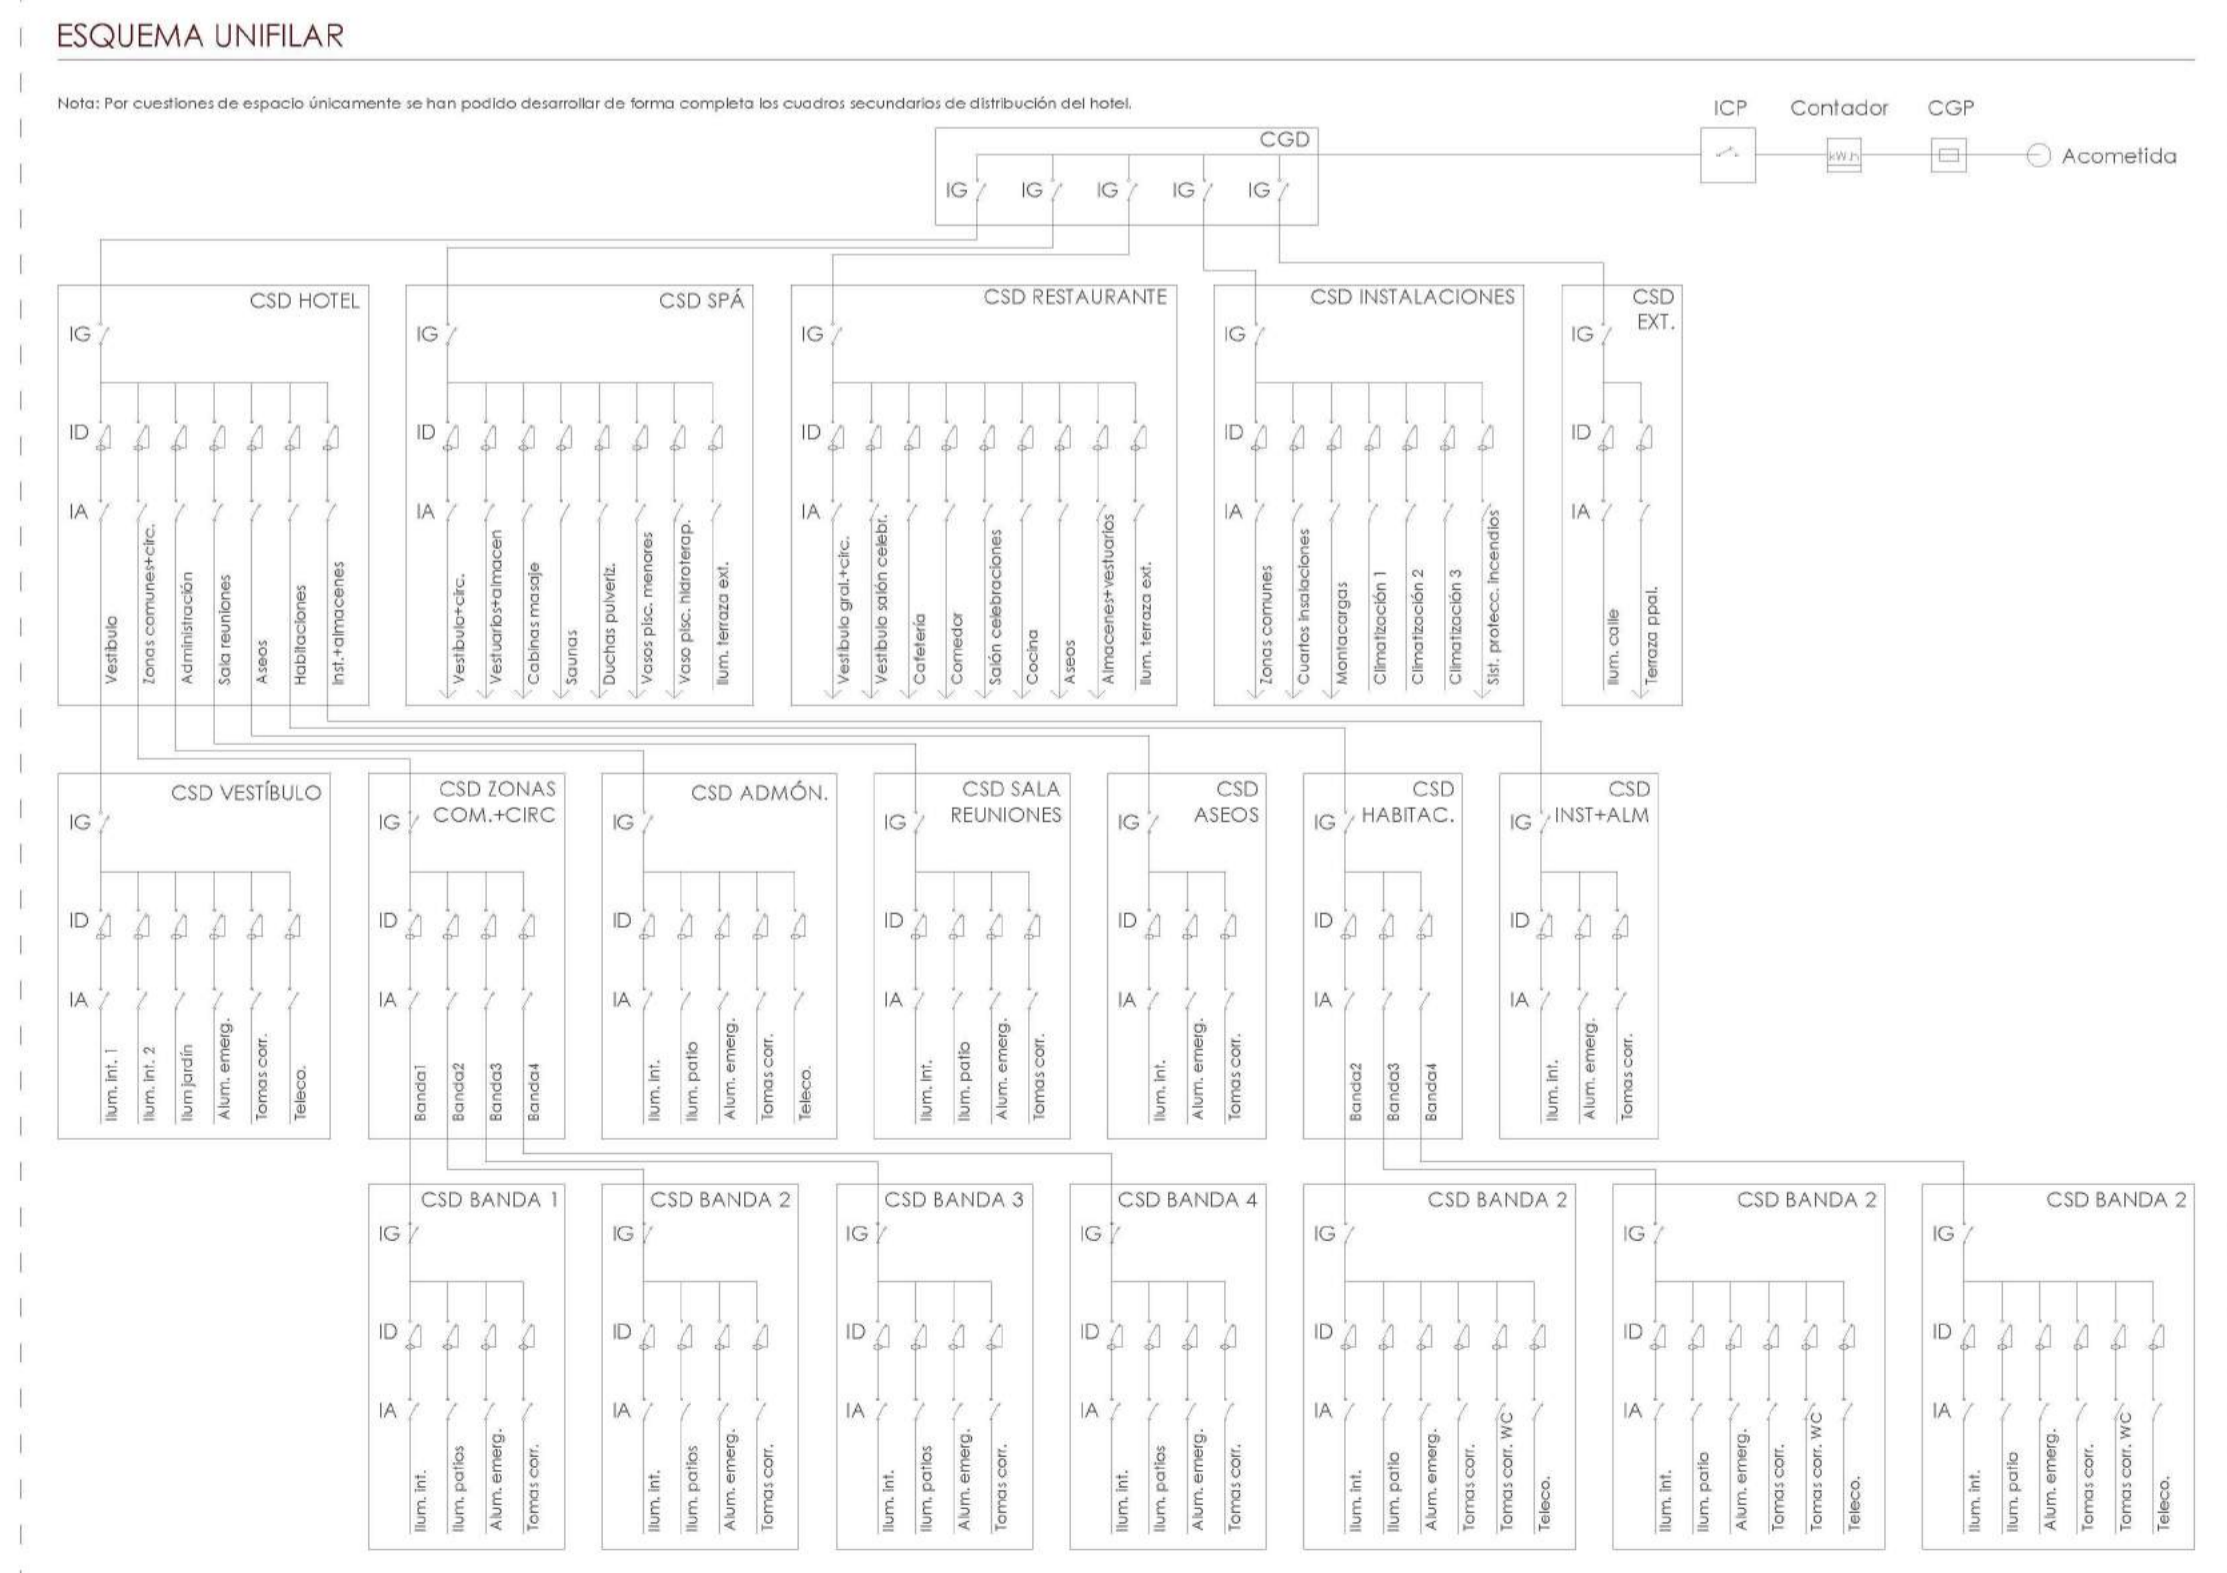 ESQUEMA UNIFILAR
Nota: Por cuestiones de espacio únicamente se han podido desarrollar de forma completa los cuadros secundarios de distribución del hotel.
ICP
Contador
CGP
kW.h
Acometida
CGD
IG
IG
IG
IG
IG
CSD HOTEL
IG
ID
IA
Vestíbulo
Zonas comunes+circ.
Administración
Sala reuniones
Aseos
Habitaciones
Inst.+almacenes
CSD SPÁ
IG
ID
IA
Vestíbulo+circ.
Vestuarios+almacen
Cabinas masaje
Saunas
Duchas pulveriz.
Vasos pisc. menores
Vaso pisc. hidroterap.
Ilum. terraza ext.
CSD RESTAURANTE
IG
ID
IA
Vestíbulo gral.+circ.
Vestíbulo salón celebr.
Cafetería
Comedor
Salón celebraciones
Cocina
Aseos
Almacenes+vestuarios
Ilum. terraza ext.
CSD INSTALACIONES
IG
ID
IA
Zonas comunes
Cuartos insalaciones
Montacargas
Climatización 1
Climatización 2
Climatización 3
Sist. protecc. incendios
CSD
EXT.
IG
ID
IA
Ilum. calle
Terraza ppal.
CSD VESTÍBULO
IG
ID
IA
Ilum. int. 1
Ilum. int. 2
Ilum jardín
Alum. emerg.
Tomas corr.
Teleco.
CSD ZONAS
COM.+CIRC
IG
ID
IA
Banda1
Banda2
Banda3
Banda4
CSD ADMÓN.
IG
ID
IA
Ilum. int.
Ilum. patio
Alum. emerg.
Tomas corr.
Teleco.
CSD SALA
REUNIONES
IG
ID
IA
Ilum. int.
Ilum. patio
Alum. emerg.
Tomas corr.
CSD
ASEOS
IG
ID
IA
Ilum. int.
Alum. emerg.
Tomas corr.
CSD
HABITAC.
IG
ID
IA
Banda2
Banda3
Banda4
CSD
INST+ALM
IG
ID
IA
Ilum. int.
Alum. emerg.
Tomas corr.
CSD BANDA 1
IG
ID
IA
Ilum. int.
Ilum. patios
Alum. emerg.
Tomas corr.
CSD BANDA 2
IG
ID
IA
Ilum. int.
Ilum. patios
Alum. emerg.
Tomas corr.
CSD BANDA 3
IG
ID
IA
Ilum. int.
Ilum. patios
Alum. emerg.
Tomas corr.
CSD BANDA 4
IG
ID
IA
Ilum. int.
Ilum. patios
Alum. emerg.
Tomas corr.
CSD BANDA 2
IG
ID
IA
Ilum. int.
Ilum. patio
Alum. emerg.
Tomas corr.
Tomas corr. WC
Teleco.
CSD BANDA 2
IG
ID
IA
Ilum. int.
Ilum. patio
Alum. emerg.
Tomas corr.
Tomas corr. WC
Teleco.
CSD BANDA 2
IG
ID
IA
Ilum. int.
Ilum. patio
Alum. emerg.
Tomas corr.
Tomas corr. WC
Teleco.